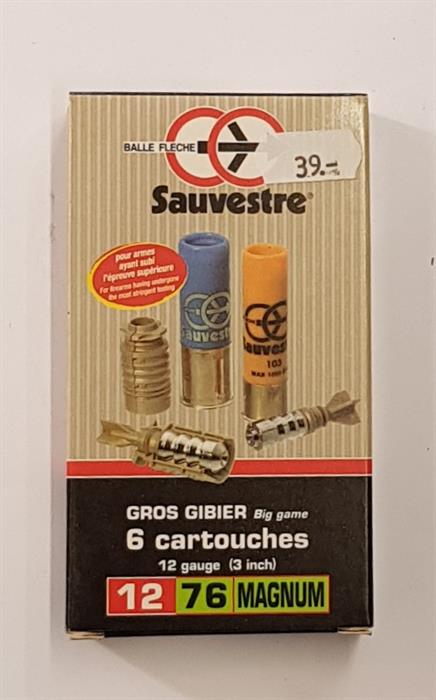 BALLE FLECHE
39.-
Sauvestre®
pour armes
ayant subi
l'épreuve supérieure
For firearms having undergone
the most stringent testing
Sauvestre
Sauvestre
103
GROS GIBIER Big game
6 cartouches
12 gauge (3 inch)
12 76 MAGNUM